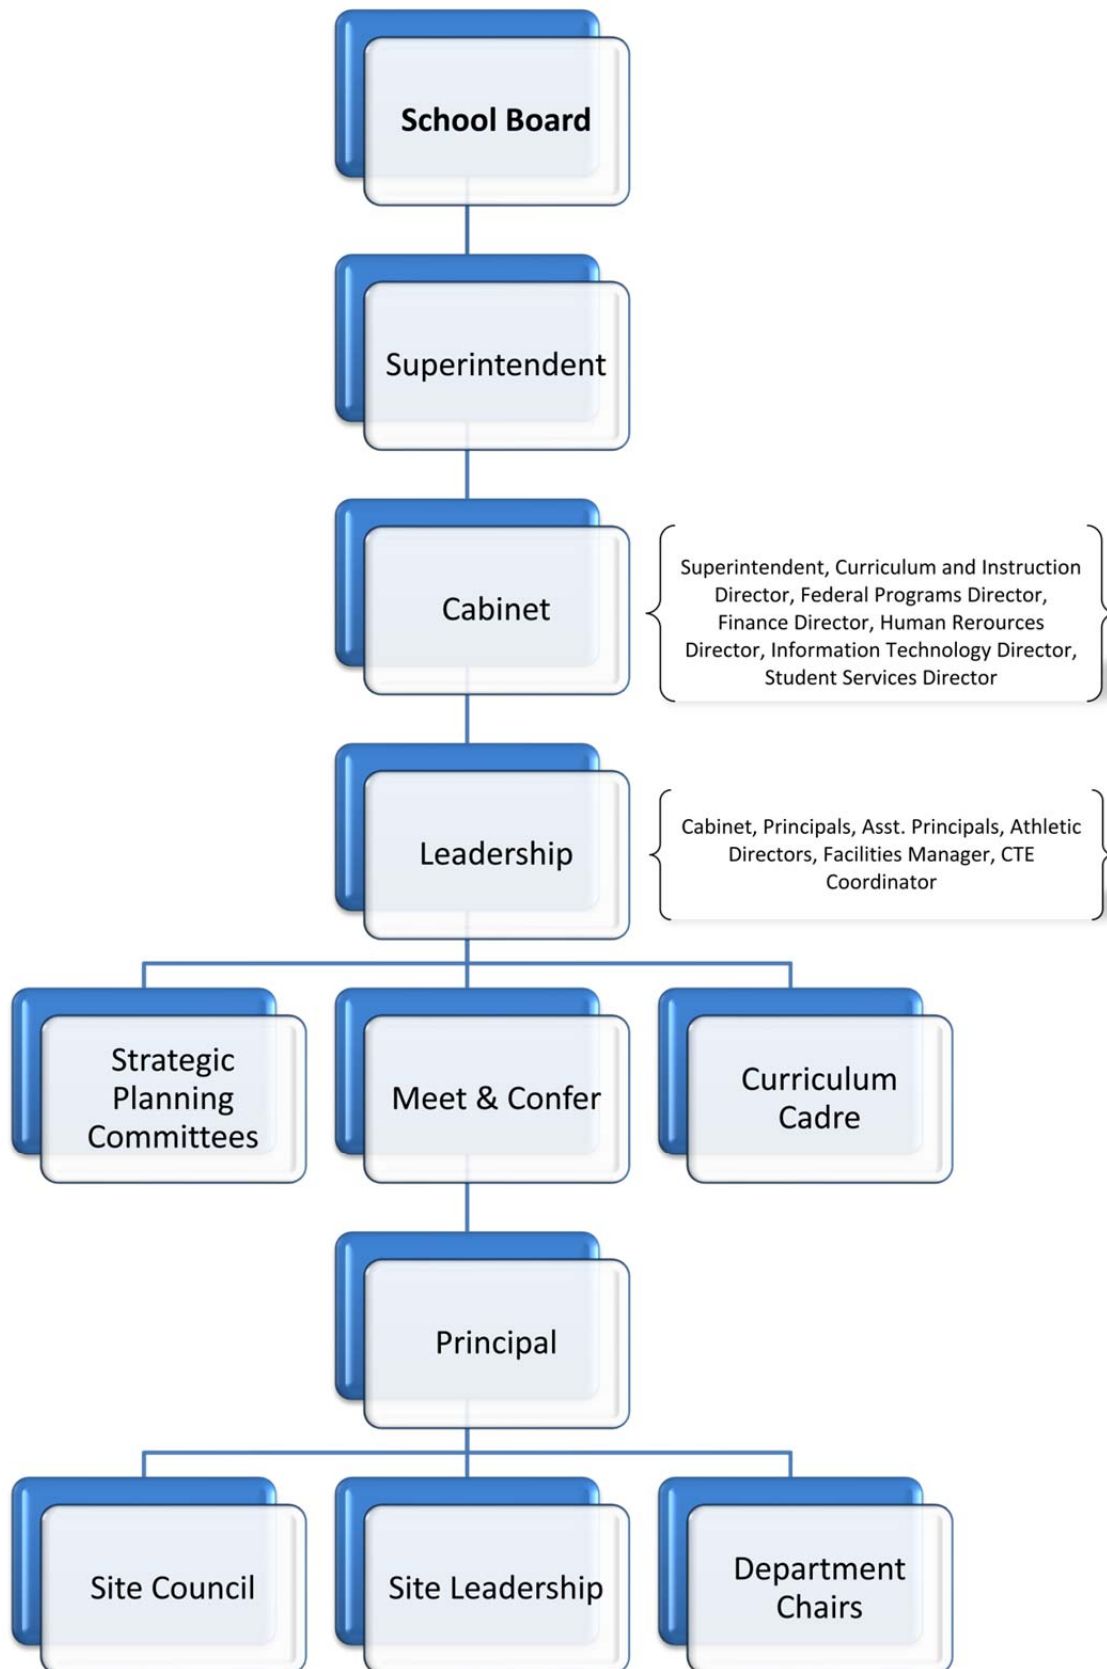 School Board
Superintendent
Cabinet
Superintendent, Curriculum and Instruction
Director, Federal Programs Director,
Finance Director, Human Rerources
Director, Information Technology Director,
Student Services Director
Leadership
Cabinet, Principals, Asst. Principals, Athletic
Directors, Facilities Manager, CTE
Coordinator
Strategic
Planning
Committees
Meet & Confer
Curriculum
Cadre
Principal
Site Council
Site Leadership
Department
Chairs